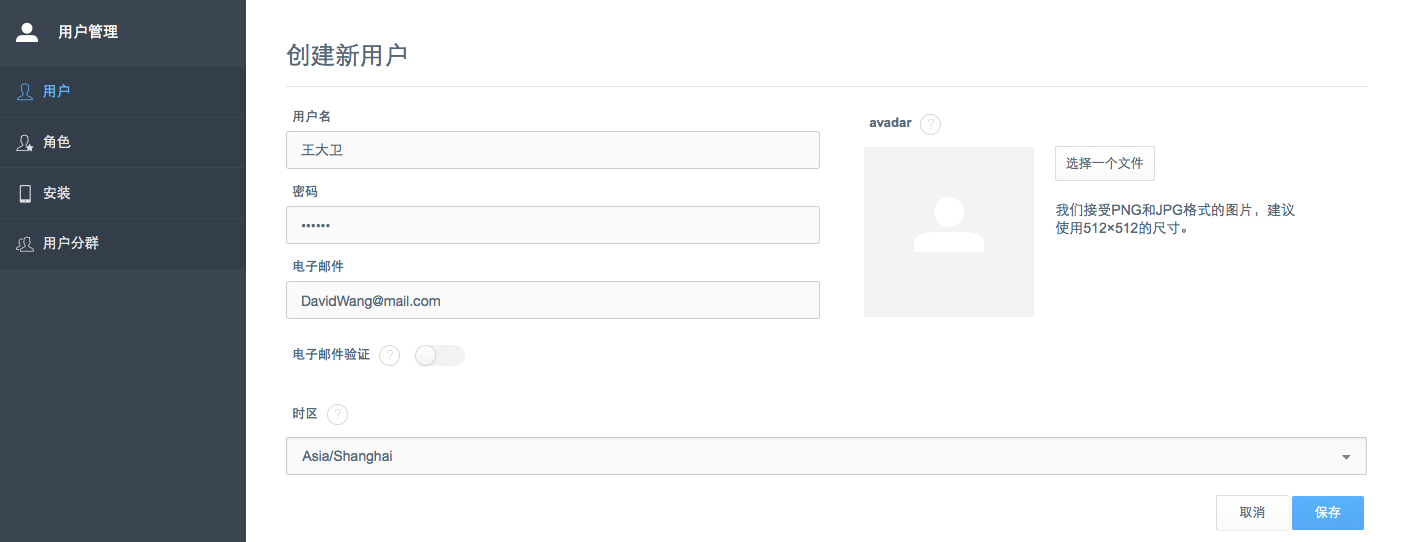 用户管理
用户
角色
安装
用户分群
创建新用户
用户名
王大卫
密码
••••••
电子邮件
DavidWang@mail.com
电子邮件验证 ?
时区 ?
Asia/Shanghai
avadar ?
选择一个文件
我们接受PNG和JPG格式的图片，建议
使用512×512的尺寸。
取消
保存